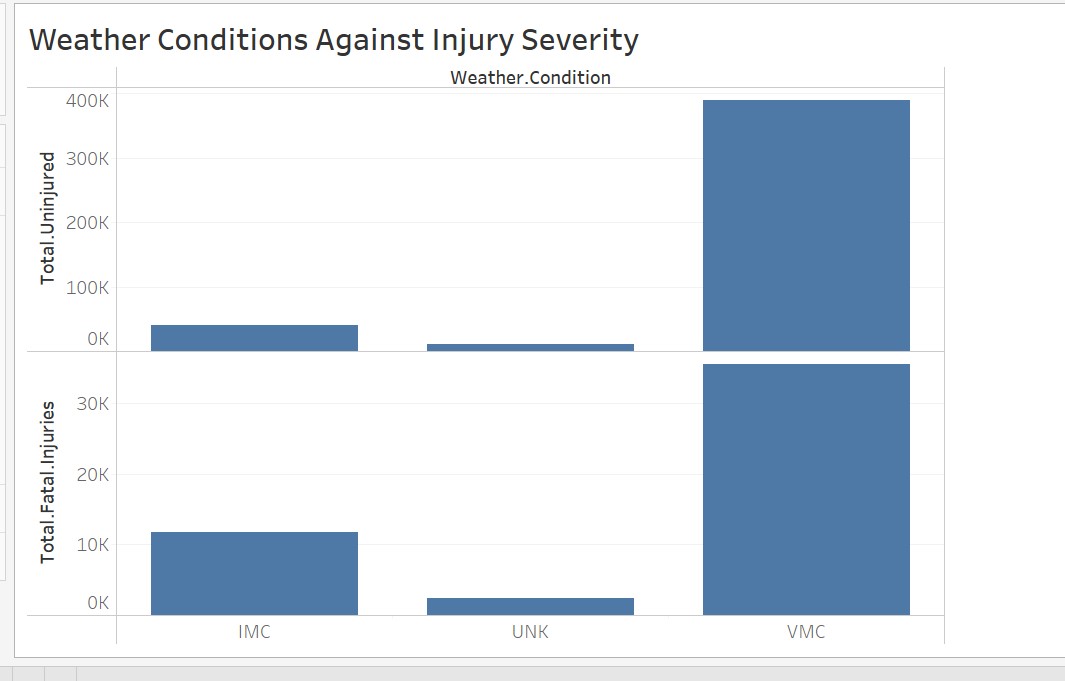 Weather Conditions Against Injury Severity
Weather.Condition
Total.Uninjured
400K
300K
200K
100K
0K
Total.Fatal.Injuries
30K
20K
10K
0K
IMC UNK VMC